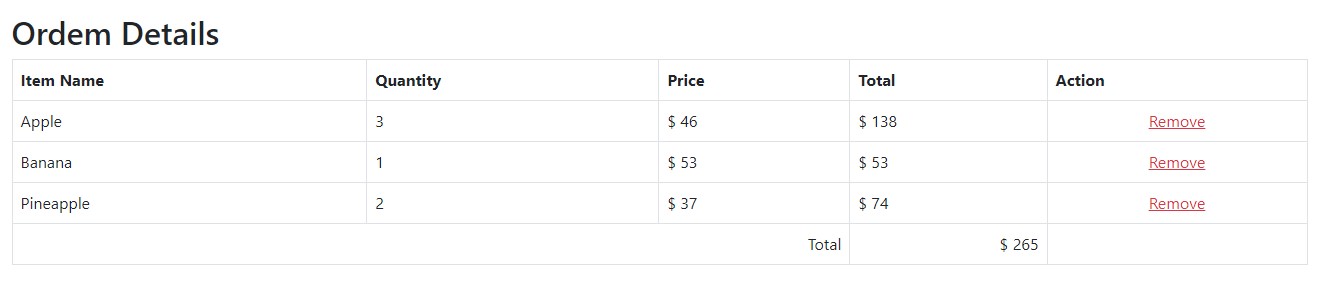 Ordem Details
Item Name Quantity Price Total Action
Apple 3 $ 46 $ 138 Remove
Banana 1 $ 53 $ 53 Remove
Pineapple 2 $ 37 $ 74 Remove
Total $ 265